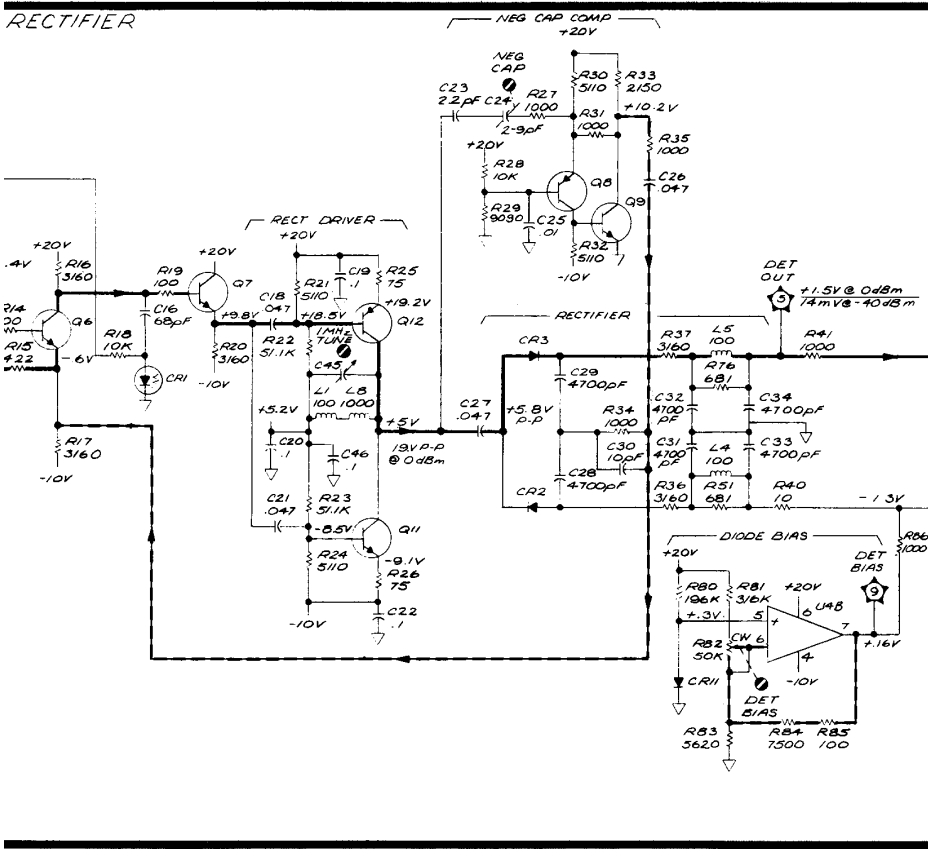 RECTIFIER
NEG CAP COMP
+20V
NEG
CAP
C23
22pF
C24
2-9pF
R27
1000
R30
5110
R33
2150
R31
1000
+10.2V
R35
1000
C26
.047
+20V
R28
10K
R29
9090
C25
.01
Q8
Q9
R32
5110
-10V
RECT DRIVER
+20V
.4V
+20V
R16
3160
R14
00
R15
422
Q6
-6V
R17
3160
-10V
R18
10K
C16
68pF
CR1
R19
100
+20V
Q7
+9.8V
R20
3160
-10V
C18
.047
R22
51.1K
R21
5110
C19
.1
R25
75
+19.2V
+18.5V
Q12
1MHz
TUNE
C45
L1
100
L8
1000
+5.2V
C20
.1
C46
.1
+5V
19V P-P
@ 0dBm
C21
.047
R23
51.1K
-8.5V
Q11
R24
5110
-9.1V
R26
75
-10V
C22
.1
RECTIFIER
CR3
C27
.047
+5.8V
P-P
C29
4700pF
R34
1000
C30
10pF
C28
4700pF
CR2
DET
OUT
5
+1.5V @ 0dBm
14mV@-40dBm
R37
3160
L5
100
R41
1000
R76
681
C32
4700
pF
C34
4700pF
C31
4700
pF
L4
100
C33
4700pF
R36
3160
R51
681
R40
10
-1.3V
DIODE BIAS
+20V
DET
BIAS
9
R86
1000
R80
196K
R81
316K
+20V
+.3V
5
+
6
U4B
7
+.16V
R82
50K
CW
6
4
-10V
CR11
DET
BIAS
R83
5620
R84
7500
R85
100